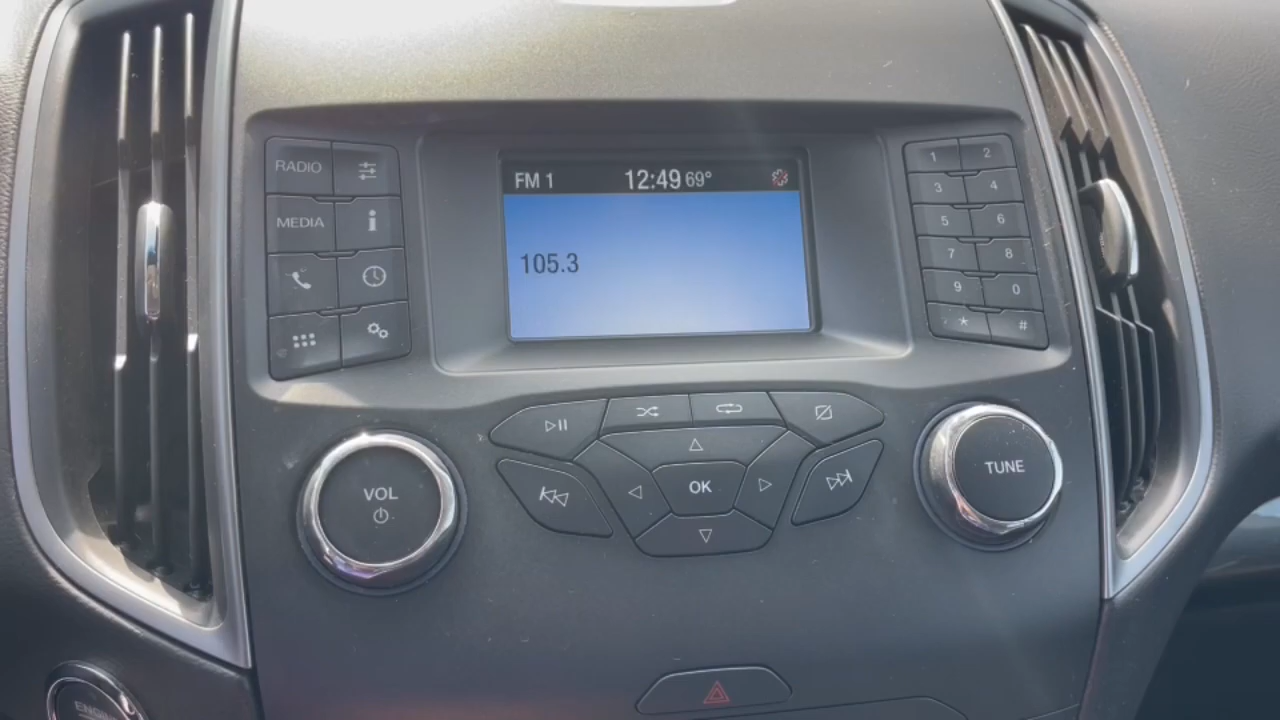 FM 1 12:49 69°
105.3
RADIO
MEDIA
1 2
3 4
5 6
7 8
9 0
* #
VOL
OK
TUNE